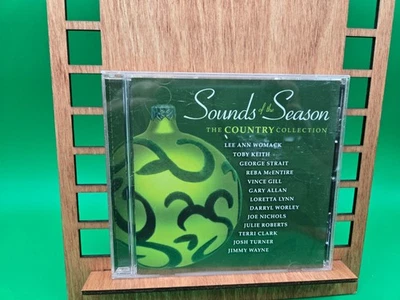 Sounds of the Season
THE COUNTRY COLLECTION
LEE ANN WOMACK
TOBY KEITH
GEORGE STRAIT
REBA McENTIRE
VINCE GILL
GARY ALLAN
LORETTA LYNN
DARRYL WORLEY
JOE NICHOLS
JULIE ROBERTS
TERRI CLARK
JOSH TURNER
JIMMY WAYNE